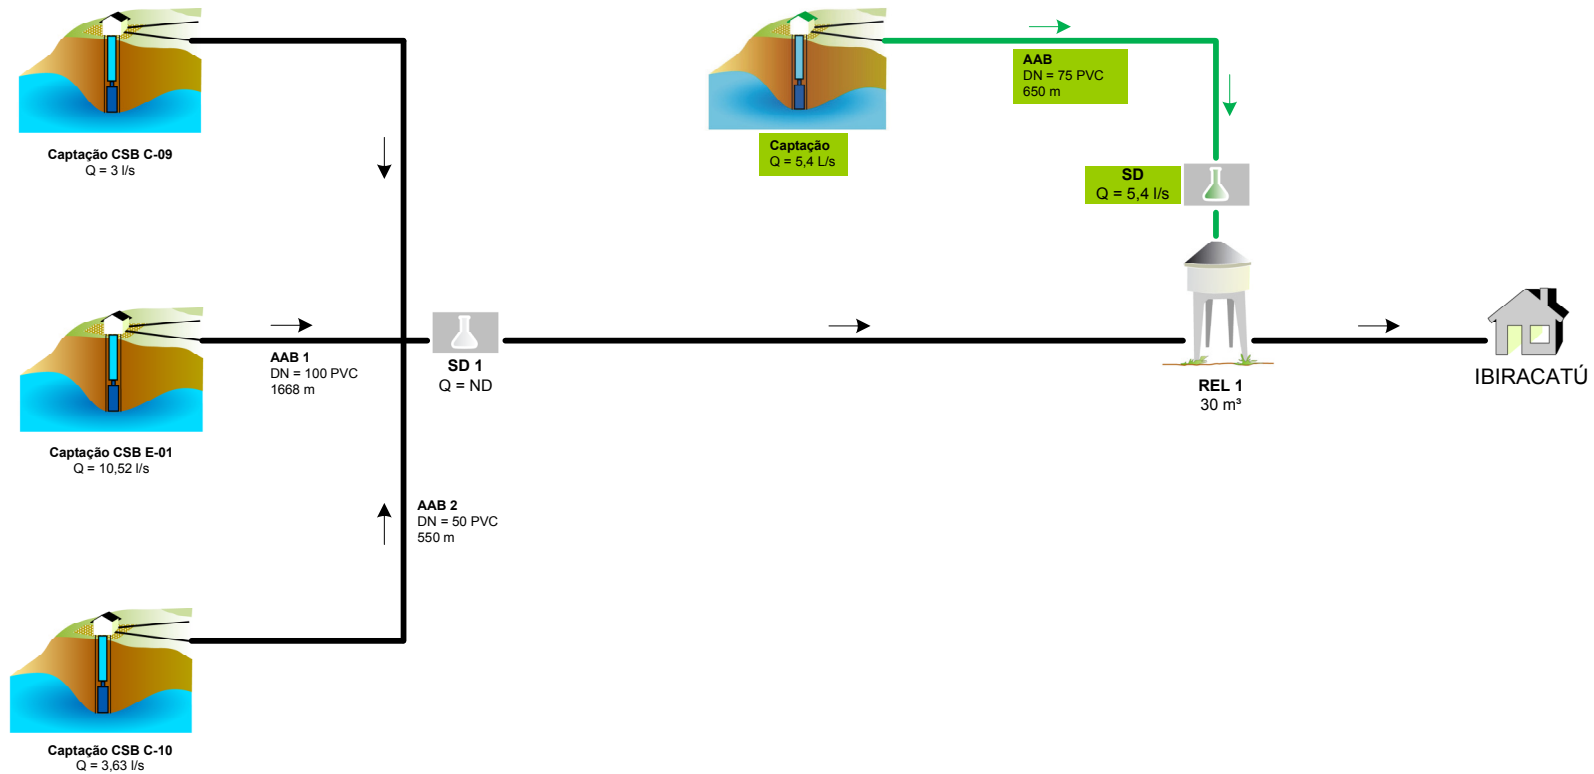 Captação CSB C-09
Q = 3 l/s
AAB
DN = 75 PVC
650 m
Captação
Q = 5,4 L/s
SD
Q = 5,4 l/s
Captação CSB E-01
Q = 10,52 l/s
AAB 1
DN = 100 PVC
1668 m
SD 1
Q = ND
REL 1
30 m³
IBIRACATÚ
AAB 2
DN = 50 PVC
550 m
Captação CSB C-10
Q = 3,63 l/s